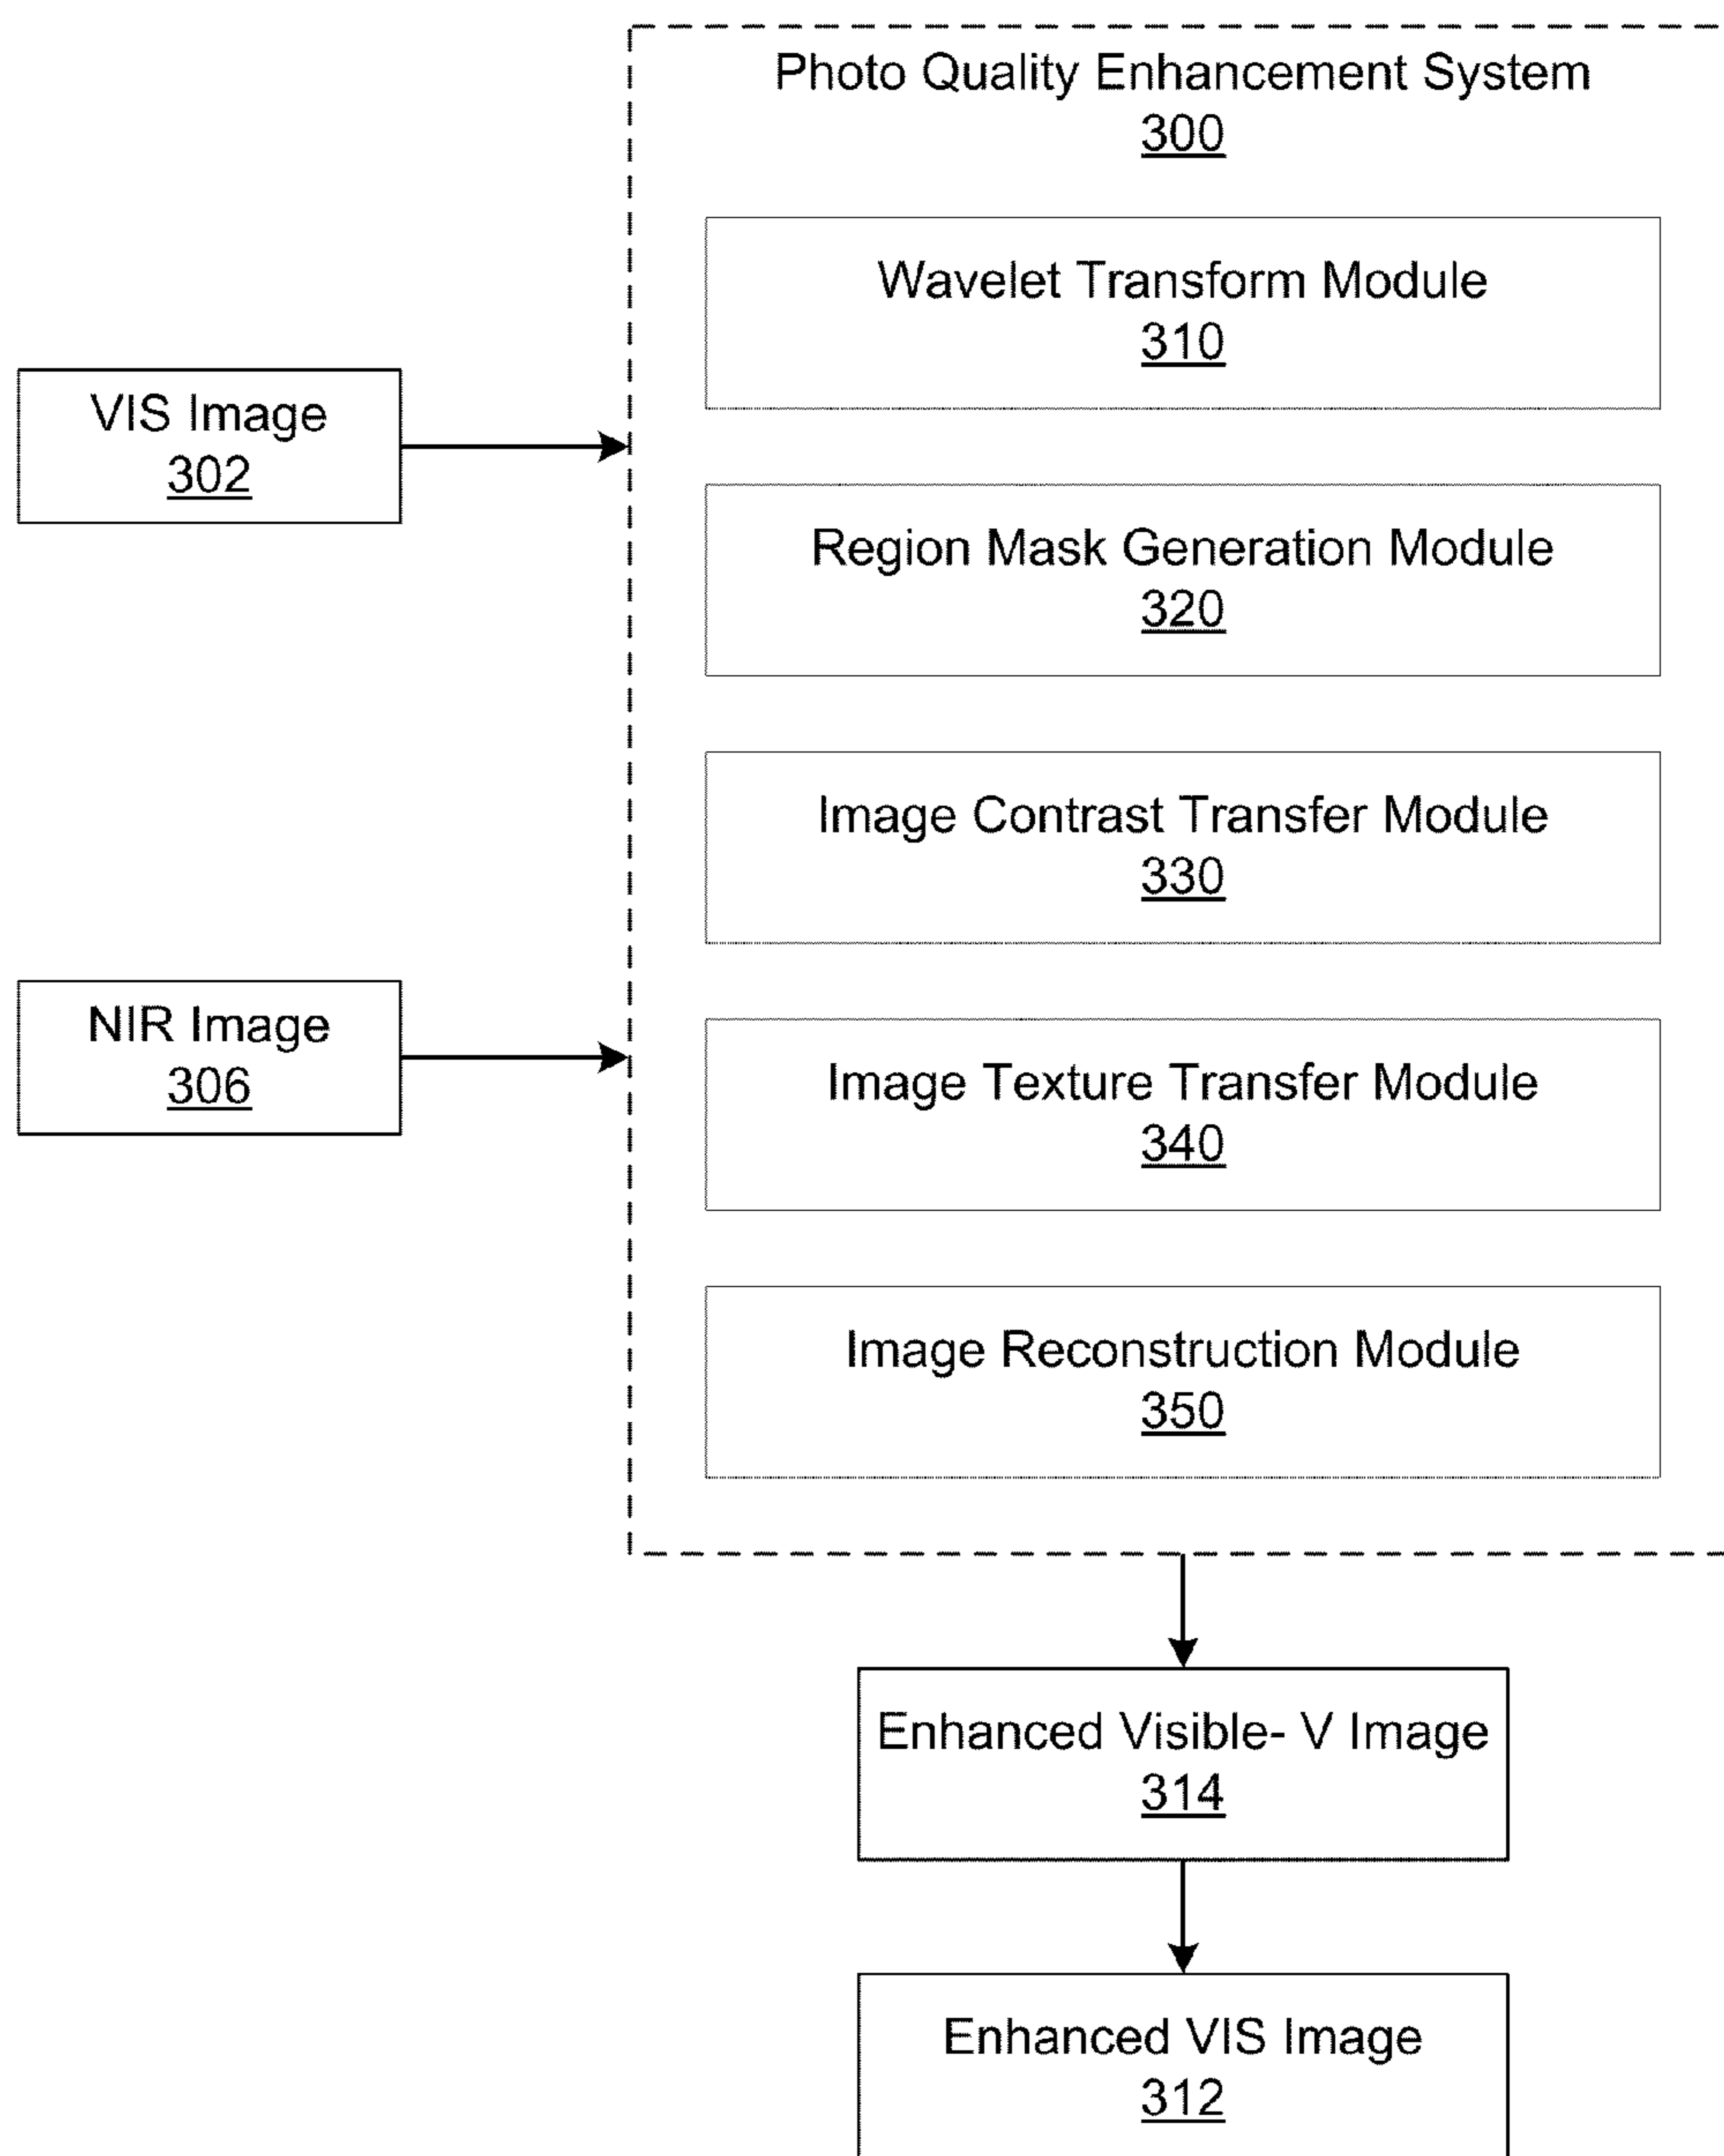 Photo Quality Enhancement System
300
Wavelet Transform Module
310
VIS Image
302
Region Mask Generation Module
320
Image Contrast Transfer Module
330
NIR Image
306
Image Texture Transfer Module
340
Image Reconstruction Module
350
Enhanced Visible- V Image
314
Enhanced VIS Image
312